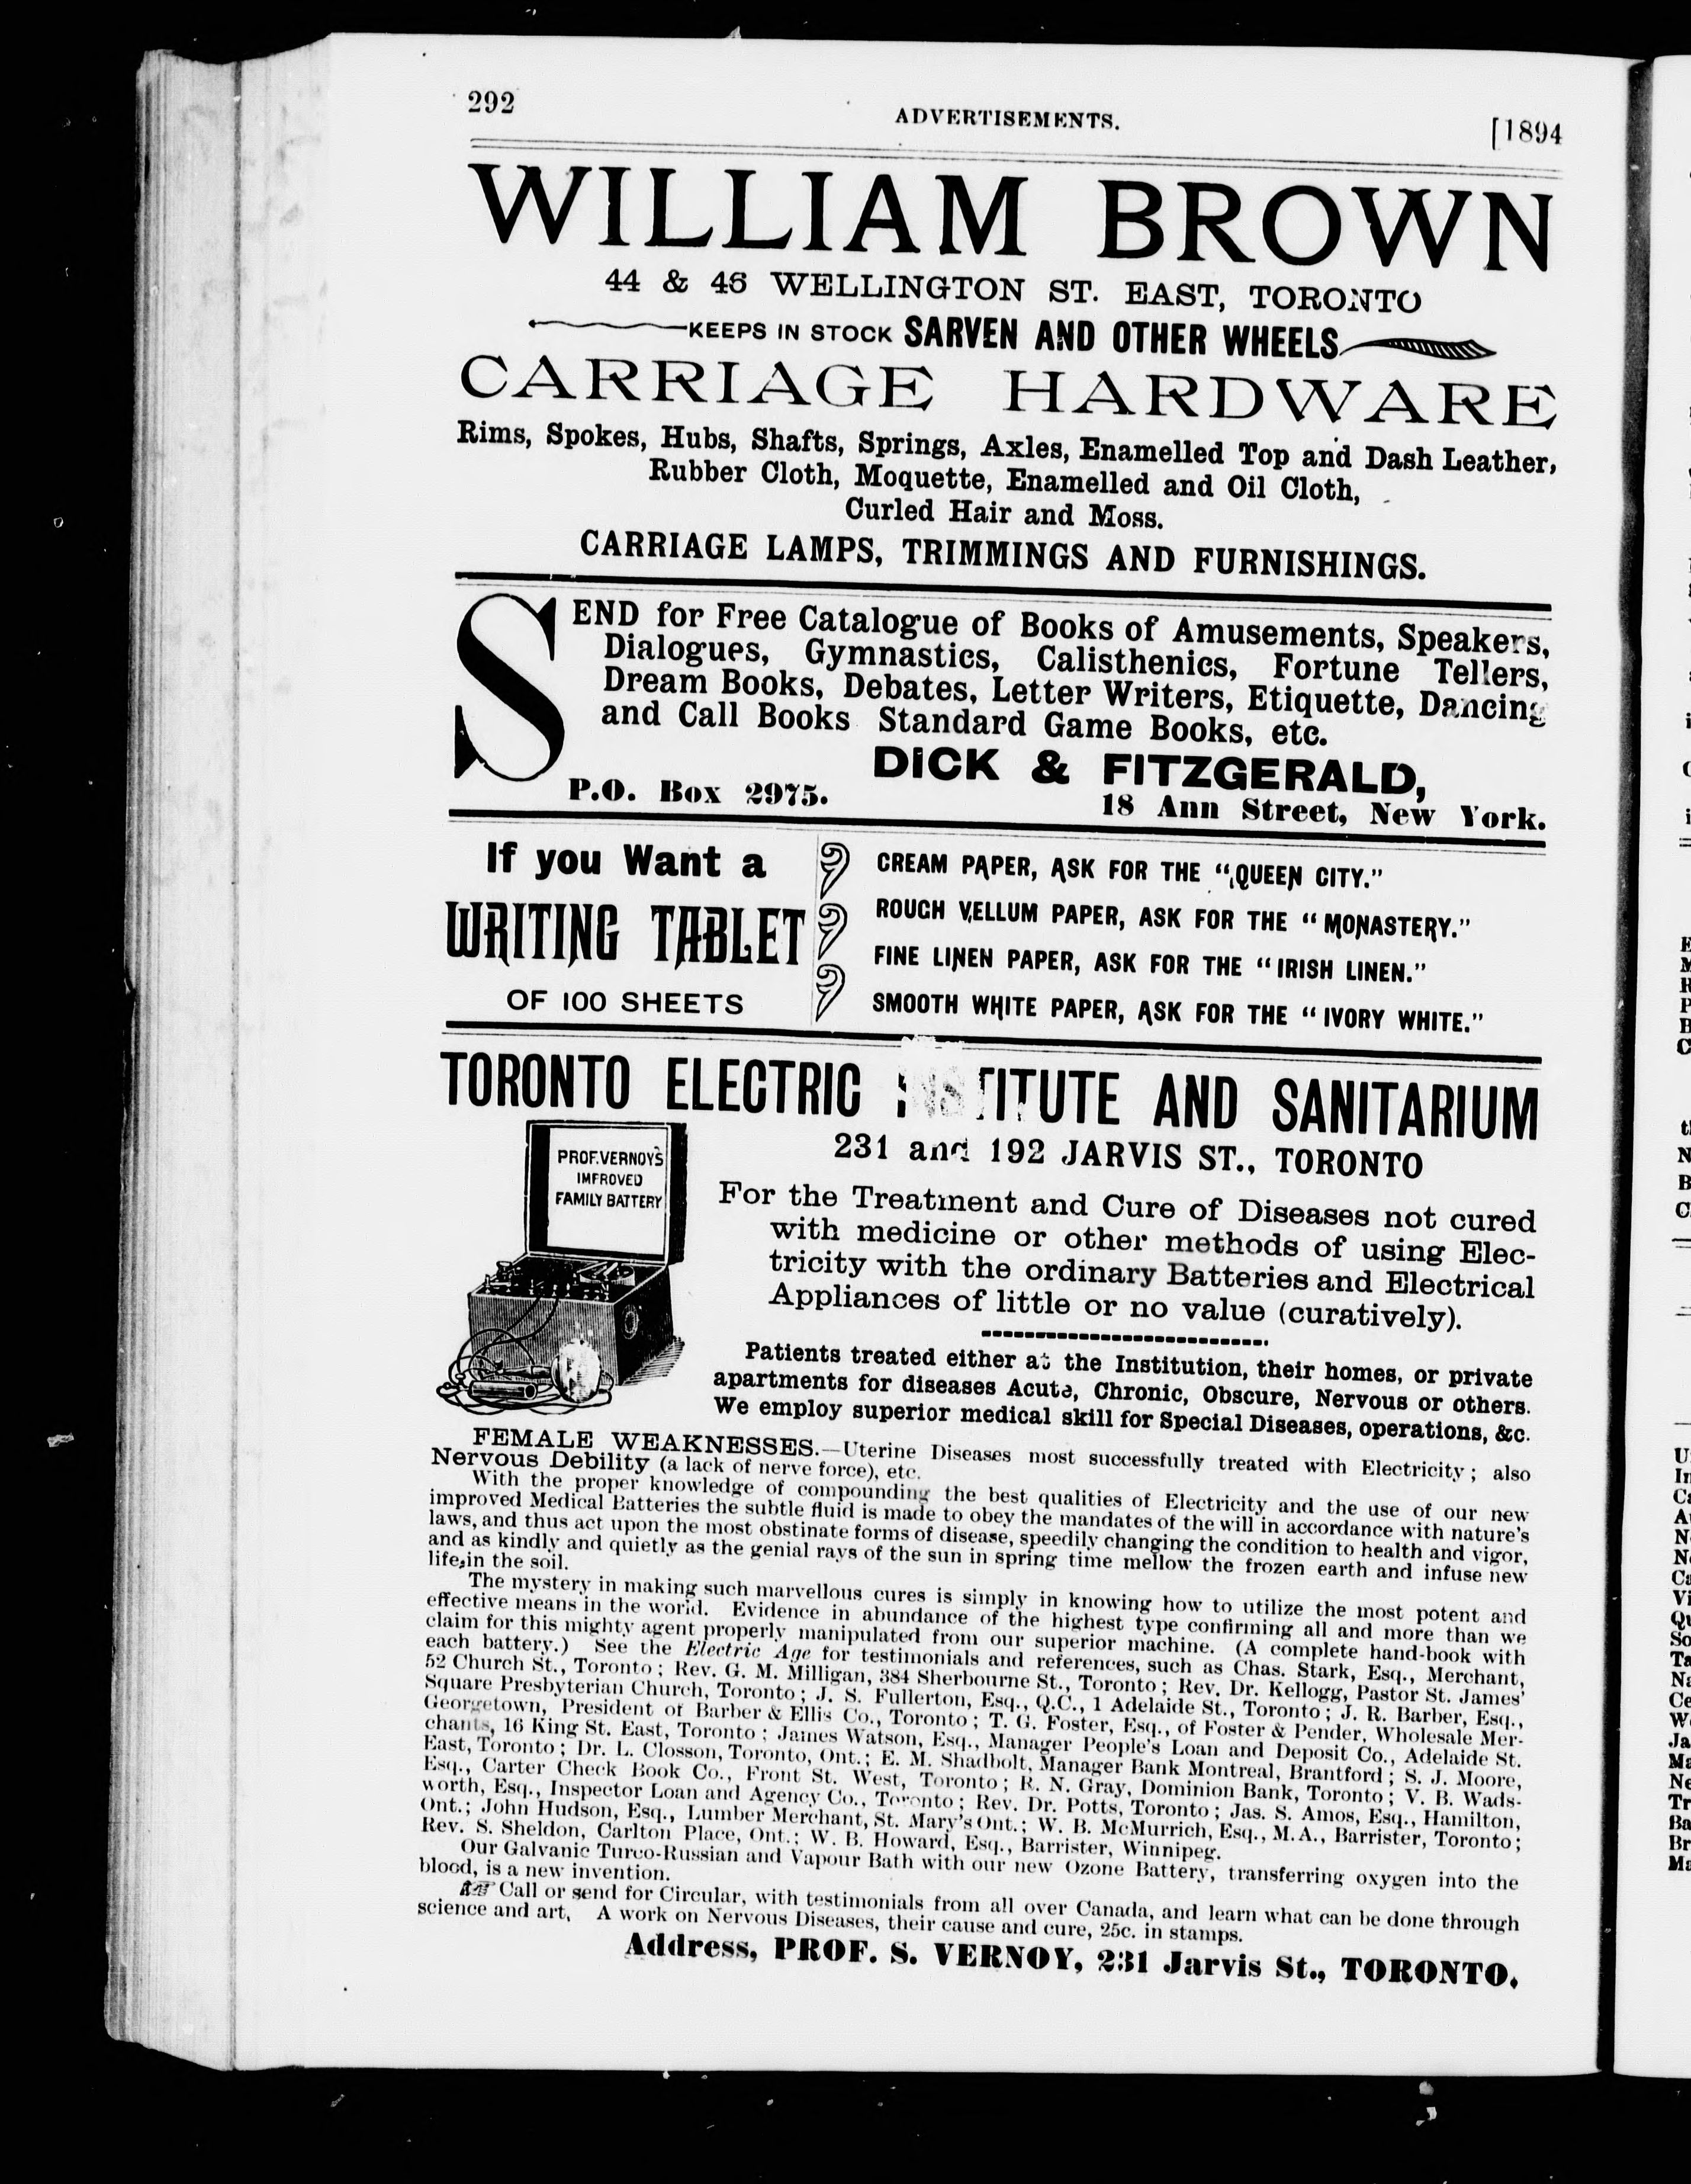 292
ADVERTISEMENTS.
[1894
WILLIAM BROWN
44 & 46 WELLINGTON ST. EAST, TORONTO
KEEPS IN STOCK SARVEN AND OTHER WHEELS
CARRIAGE HARDWARE
Rims, Spokes, Hubs, Shafts, Springs, Axles, Enamelled Top and Dash Leather,
Rubber Cloth, Moquette, Enamelled and Oil Cloth,
Curled Hair and Moss.
CARRIAGE LAMPS, TRIMMINGS AND FURNISHINGS.
SEND for Free Catalogue of Books of Amusements, Speakers,
Dialogues, Gymnastics, Calisthenics, Fortune Tellers,
Dream Books, Debates, Letter Writers, Etiquette, Dancing
and Call Books Standard Game Books, etc.
DICK & FITZGERALD,
P.O. Box 2975.
18 Ann Street, New York.
If you Want a
WRITING TABLET
OF 100 SHEETS
CREAM PAPER, ASK FOR THE "QUEEN CITY."
ROUGH VELLUM PAPER, ASK FOR THE "MONASTERY."
FINE LINEN PAPER, ASK FOR THE "IRISH LINEN."
SMOOTH WHITE PAPER, ASK FOR THE "IVORY WHITE."
TORONTO ELECTRIC INSTITUTE AND SANITARIUM
231 and 192 JARVIS ST., TORONTO
PROF. VERNOY'S
IMPROVED
FAMILY BATTERY
For the Treatment and Cure of Diseases not cured
with medicine or other methods of using Elec-
tricity with the ordinary Batteries and Electrical
Appliances of little or no value (curatively).
Patients treated either at the Institution, their homes, or private
apartments for diseases Acute, Chronic, Obscure, Nervous or others.
We employ superior medical skill for Special Diseases, operations, &c.
FEMALE WEAKNESSES.—Uterine Diseases most successfully treated with Electricity; also
Nervous Debility (a lack of nerve force), etc.
With the proper knowledge of compounding the best qualities of Electricity and the use of our new
improved Medical Batteries the subtle fluid is made to obey the mandates of the will in accordance with nature's
laws, and thus act upon the most obstinate forms of disease, speedily changing the condition to health and vigor,
and as kindly and quietly as the genial rays of the sun in spring time mellow the frozen earth and infuse new
life in the soil.
The mystery in making such marvellous cures is simply in knowing how to utilize the most potent and
effective means in the world. Evidence in abundance of the highest type confirming all and more than we
claim for this mighty agent properly manipulated from our superior machine. (A complete hand-book with
each battery.) See the Electric Age for testimonials and references, such as Chas. Stark, Esq., Merchant,
52 Church St., Toronto; Rev. G. M. Milligan, 384 Sherbourne St., Toronto; Rev. Dr. Kellogg, Pastor St. James'
Square Presbyterian Church, Toronto; J. S. Fullerton, Esq., Q.C., 1 Adelaide St., Toronto; J. R. Barber, Esq.,
Georgetown, President of Barber & Ellis Co., Toronto; T. G. Foster, Esq., of Foster & Pender, Wholesale Mer-
chants, 16 King St. East, Toronto; James Watson, Esq., Manager People's Loan and Deposit Co., Adelaide St.
East, Toronto; Dr. L. Closson, Toronto, Ont.; E. M. Shadbolt, Manager Bank Montreal, Brantford; S. J. Moore,
Esq., Carter Check Book Co., Front St. West, Toronto; R. N. Gray, Dominion Bank, Toronto; V. B. Wads-
worth, Esq., Inspector Loan and Agency Co., Toronto; Rev. Dr. Potts, Toronto; Jas. S. Amos, Esq., Hamilton,
Ont.; John Hudson, Esq., Lumber Merchant, St. Mary's Ont.; W. B. McMurrich, Esq., M.A., Barrister, Toronto;
Rev. S. Sheldon, Carlton Place, Ont.; W. B. Howard, Esq., Barrister, Winnipeg.
Our Galvanic Turco-Russian and Vapour Bath with our new Ozone Battery, transferring oxygen into the
blood, is a new invention.
Call or send for Circular, with testimonials from all over Canada, and learn what can be done through
science and art. A work on Nervous Diseases, their cause and cure, 25c. in stamps.
Address, PROF. S. VERNOY, 231 Jarvis St., TORONTO.